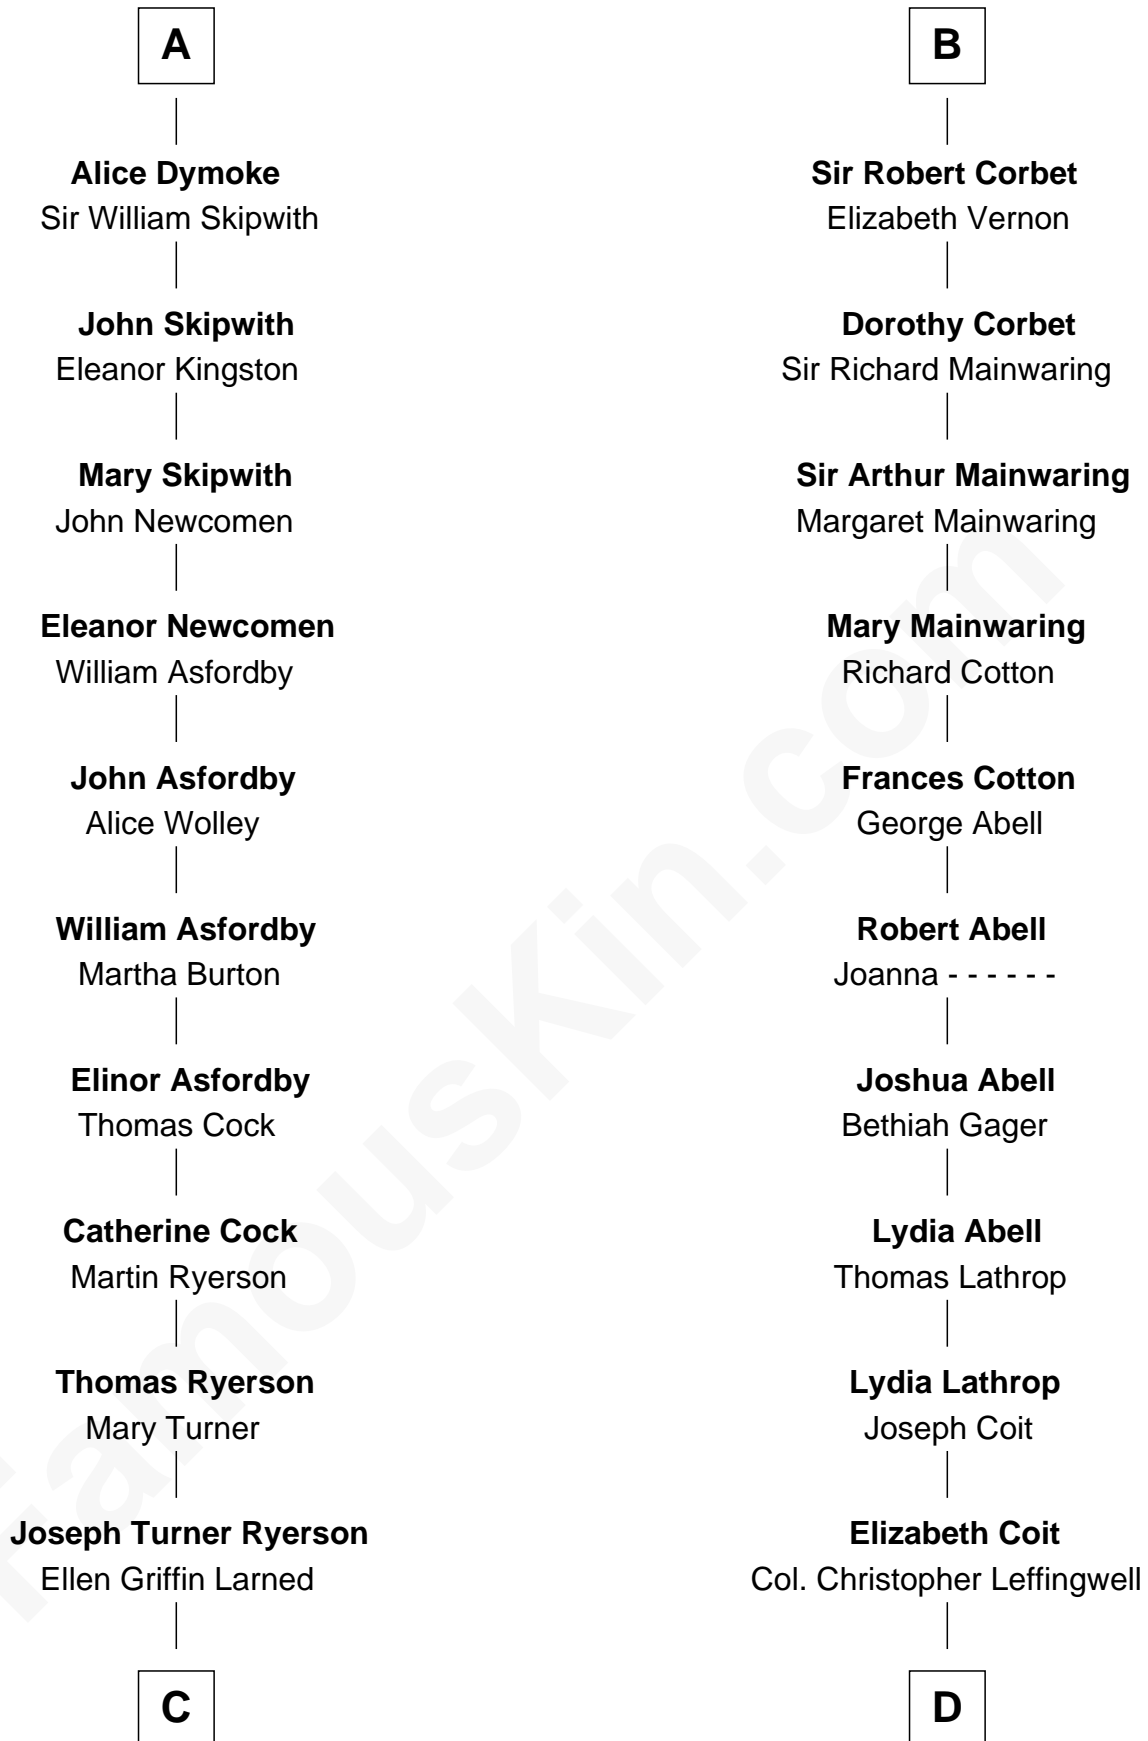 A
Alice Dymoke
Sir William Skipwith
John Skipwith
Eleanor Kingston
Mary Skipwith
John Newcomen
Eleanor Newcomen
William Asfordby
John Asfordby
Alice Wolley
William Asfordby
Martha Burton
Elinor Asfordby
Thomas Cock
Catherine Cock
Martin Ryerson
Thomas Ryerson
Mary Turner
Joseph Turner Ryerson
Ellen Griffin Larned
C
B
Sir Robert Corbet
Elizabeth Vernon
Dorothy Corbet
Sir Richard Mainwaring
Sir Arthur Mainwaring
Margaret Mainwaring
Mary Mainwaring
Richard Cotton
Frances Cotton
George Abell
Robert Abell
Joanna - - - - - -
Joshua Abell
Bethiah Gager
Lydia Abell
Thomas Lathrop
Lydia Lathrop
Joseph Coit
Elizabeth Coit
Col. Christopher Leffingwell
D
FamousKin.com